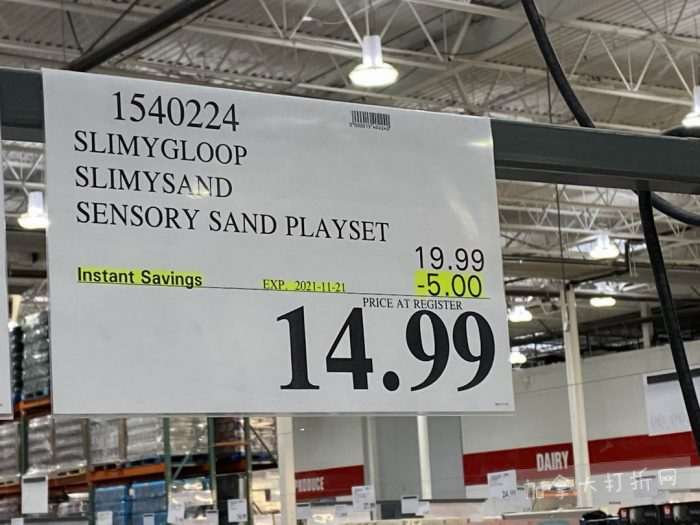 1540224
SLIMYGLOOP
SLIMYSAND
SENSORY SAND PLAYSET
19.99
Instant Savings EXP. 2021-11-21 -5.00
PRICE AT REGISTER
14.99
PRODUCE
DAIRY
加拿大打折网